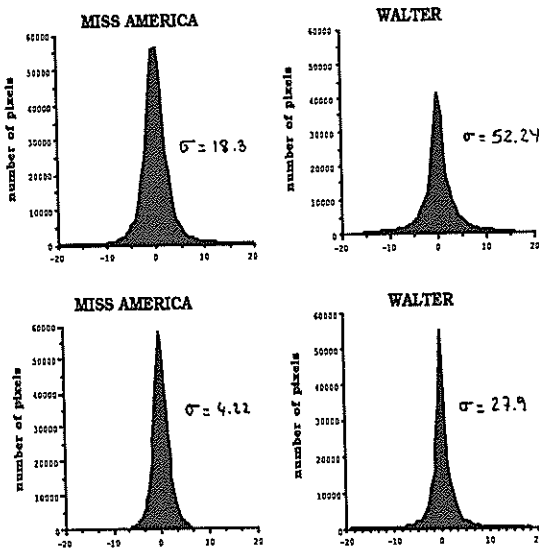 MISS AMERICA
60000
50000
40000
30000
20000
10000
0
number of pixels
σ = 18.3
-20 -10 0 10 20
WALTER
60000
50000
40000
30000
20000
10000
0
number of pixels
σ = 52.24
-20 -10 0 10 20
MISS AMERICA
60000
50000
40000
30000
20000
10000
0
number of pixels
σ = 4.22
-20 -10 0 10 20
WALTER
60000
50000
40000
30000
20000
10000
0
number of pixels
σ = 27.9
-20 -10 0 10 20